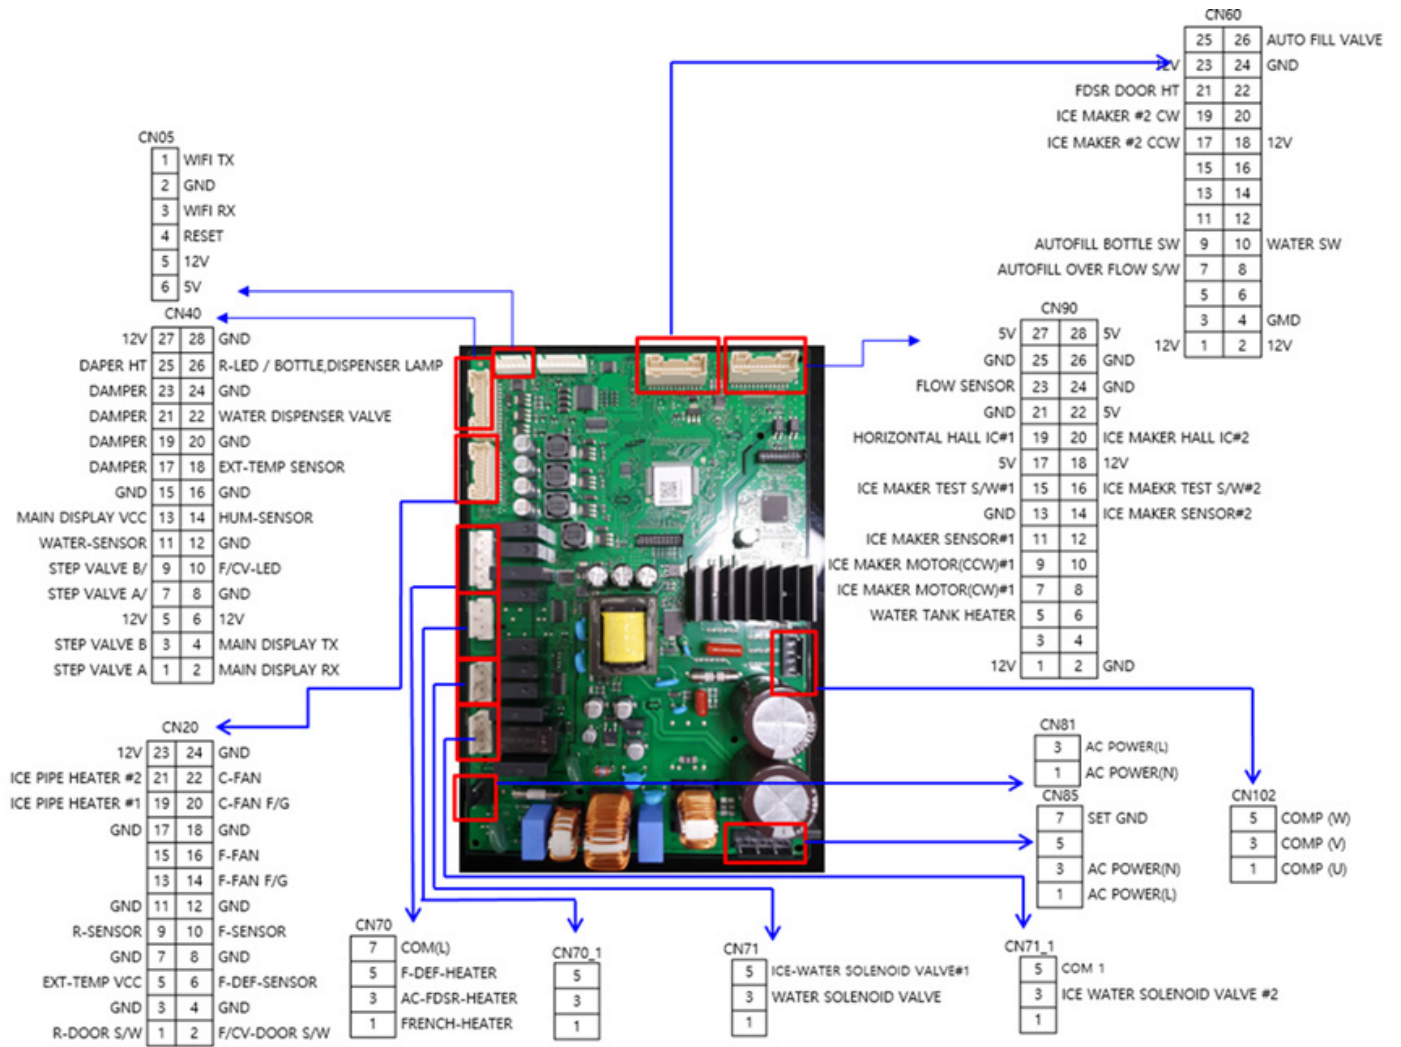 CN60
25 26 AUTO FILL VALVE
12V 23 24 GND
FDSR DOOR HT 21 22
ICE MAKER #2 CW 19 20
ICE MAKER #2 CCW 17 18 12V
15 16
13 14
11 12
AUTOFILL BOTTLE SW 9 10 WATER SW
AUTOFILL OVER FLOW S/W 7 8
5 6
3 4 GMD
12V 1 2 12V
CN05
1 WIFI TX
2 GND
3 WIFI RX
4 RESET
5 12V
6 5V
CN40
12V 27 28 GND
DAPER HT 25 26 R-LED / BOTTLE,DISPENSER LAMP
DAMPER 23 24 GND
DAMPER 21 22 WATER DISPENSER VALVE
DAMPER 19 20 GND
DAMPER 17 18 EXT-TEMP SENSOR
GND 15 16 GND
MAIN DISPLAY VCC 13 14 HUM-SENSOR
WATER-SENSOR 11 12 GND
STEP VALVE B/ 9 10 F/CV-LED
STEP VALVE A/ 7 8 GND
12V 5 6 12V
STEP VALVE B 3 4 MAIN DISPLAY TX
STEP VALVE A 1 2 MAIN DISPLAY RX
CN90
5V 27 28 5V
GND 25 26 GND
FLOW SENSOR 23 24 GND
GND 21 22 5V
HORIZONTAL HALL IC#1 19 20 ICE MAKER HALL IC#2
5V 17 18 12V
ICE MAKER TEST S/W#1 15 16 ICE MAEKR TEST S/W#2
GND 13 14 ICE MAKER SENSOR#2
ICE MAKER SENSOR#1 11 12
ICE MAKER MOTOR(CCW)#1 9 10
ICE MAKER MOTOR(CW)#1 7 8
WATER TANK HEATER 5 6
3 4
12V 1 2 GND
CN20
12V 23 24 GND
ICE PIPE HEATER #2 21 22 C-FAN
ICE PIPE HEATER #1 19 20 C-FAN F/G
GND 17 18 GND
15 16 F-FAN
13 14 F-FAN F/G
GND 11 12 GND
R-SENSOR 9 10 F-SENSOR
GND 7 8 GND
EXT-TEMP VCC 5 6 F-DEF-SENSOR
GND 3 4 GND
R-DOOR S/W 1 2 F/CV-DOOR S/W
CN81
3 AC POWER(L)
1 AC POWER(N)
CN85
7 SET GND
5
3 AC POWER(N)
1 AC POWER(L)
CN102
5 COMP (W)
3 COMP (V)
1 COMP (U)
CN70
7 COM(L)
5 F-DEF-HEATER
3 AC-FDSR-HEATER
1 FRENCH-HEATER
CN70_1
5
3
1
CN71
5 ICE-WATER SOLENOID VALVE#1
3 WATER SOLENOID VALVE
1
CN71_1
5 COM 1
3 ICE WATER SOLENOID VALVE #2
1